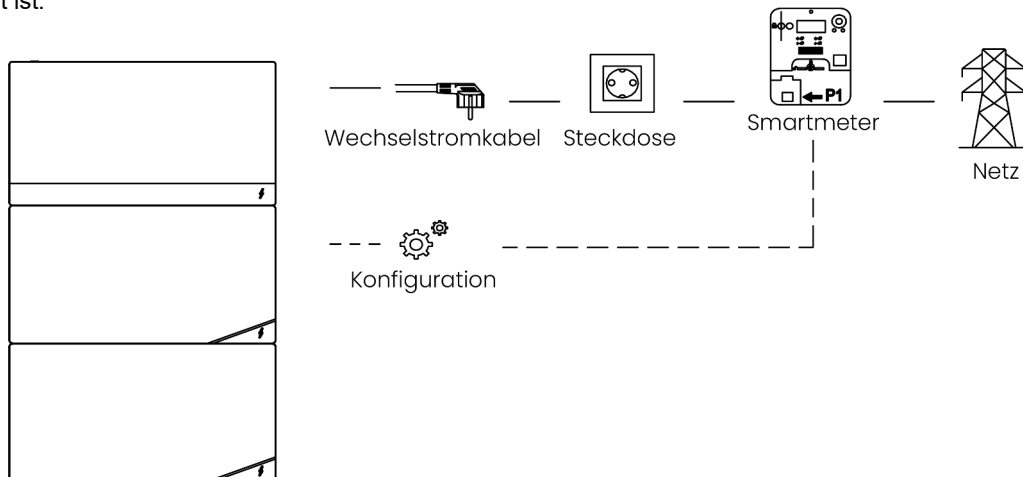 t ist.
P1
Wechselstromkabel
Steckdose
Smartmeter
Netz
Konfiguration